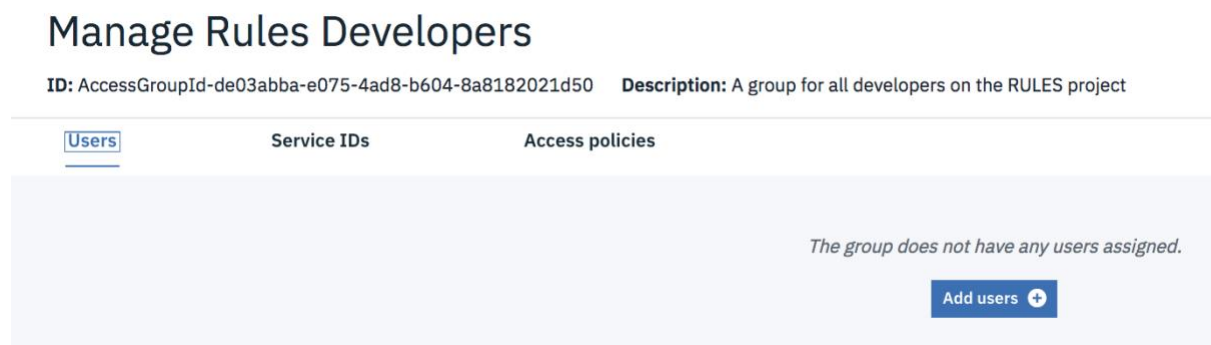 Manage Rules Developers
ID: AccessGroupId-de03abba-e075-4ad8-b604-8a8182021d50 Description: A group for all developers on the RULES project
Users Service IDs Access policies
The group does not have any users assigned.
Add users